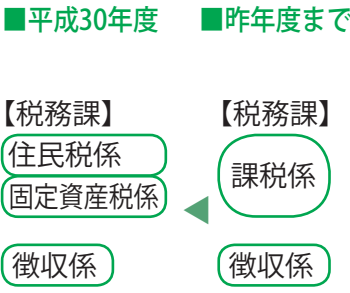 ■平成30年度 ■昨年度まで
【税務課】 【税務課】
住民税係
課税係
固定資産税係
徴収係 徴収係